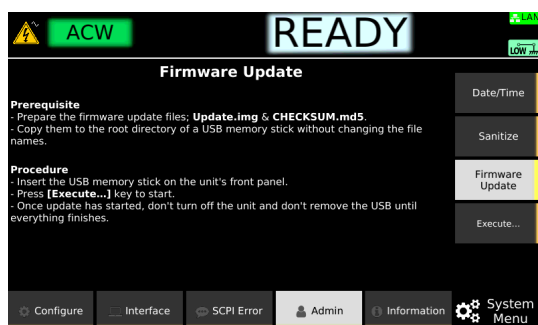 ACW
READY
LAN
LOW
Firmware Update
Date/Time
Prerequisite
- Prepare the firmware update files; Update.img & CHECKSUM.md5.
- Copy them to the root directory of a USB memory stick without changing the file
names.
Sanitize
Procedure
- Insert the USB memory stick on the unit's front panel.
- Press [Execute...] key to start.
- Once update has started, don't turn off the unit and don't remove the USB until
everything finishes.
Firmware
Update
Execute...
Configure
Interface
SCPI Error
Admin
Information
System
Menu